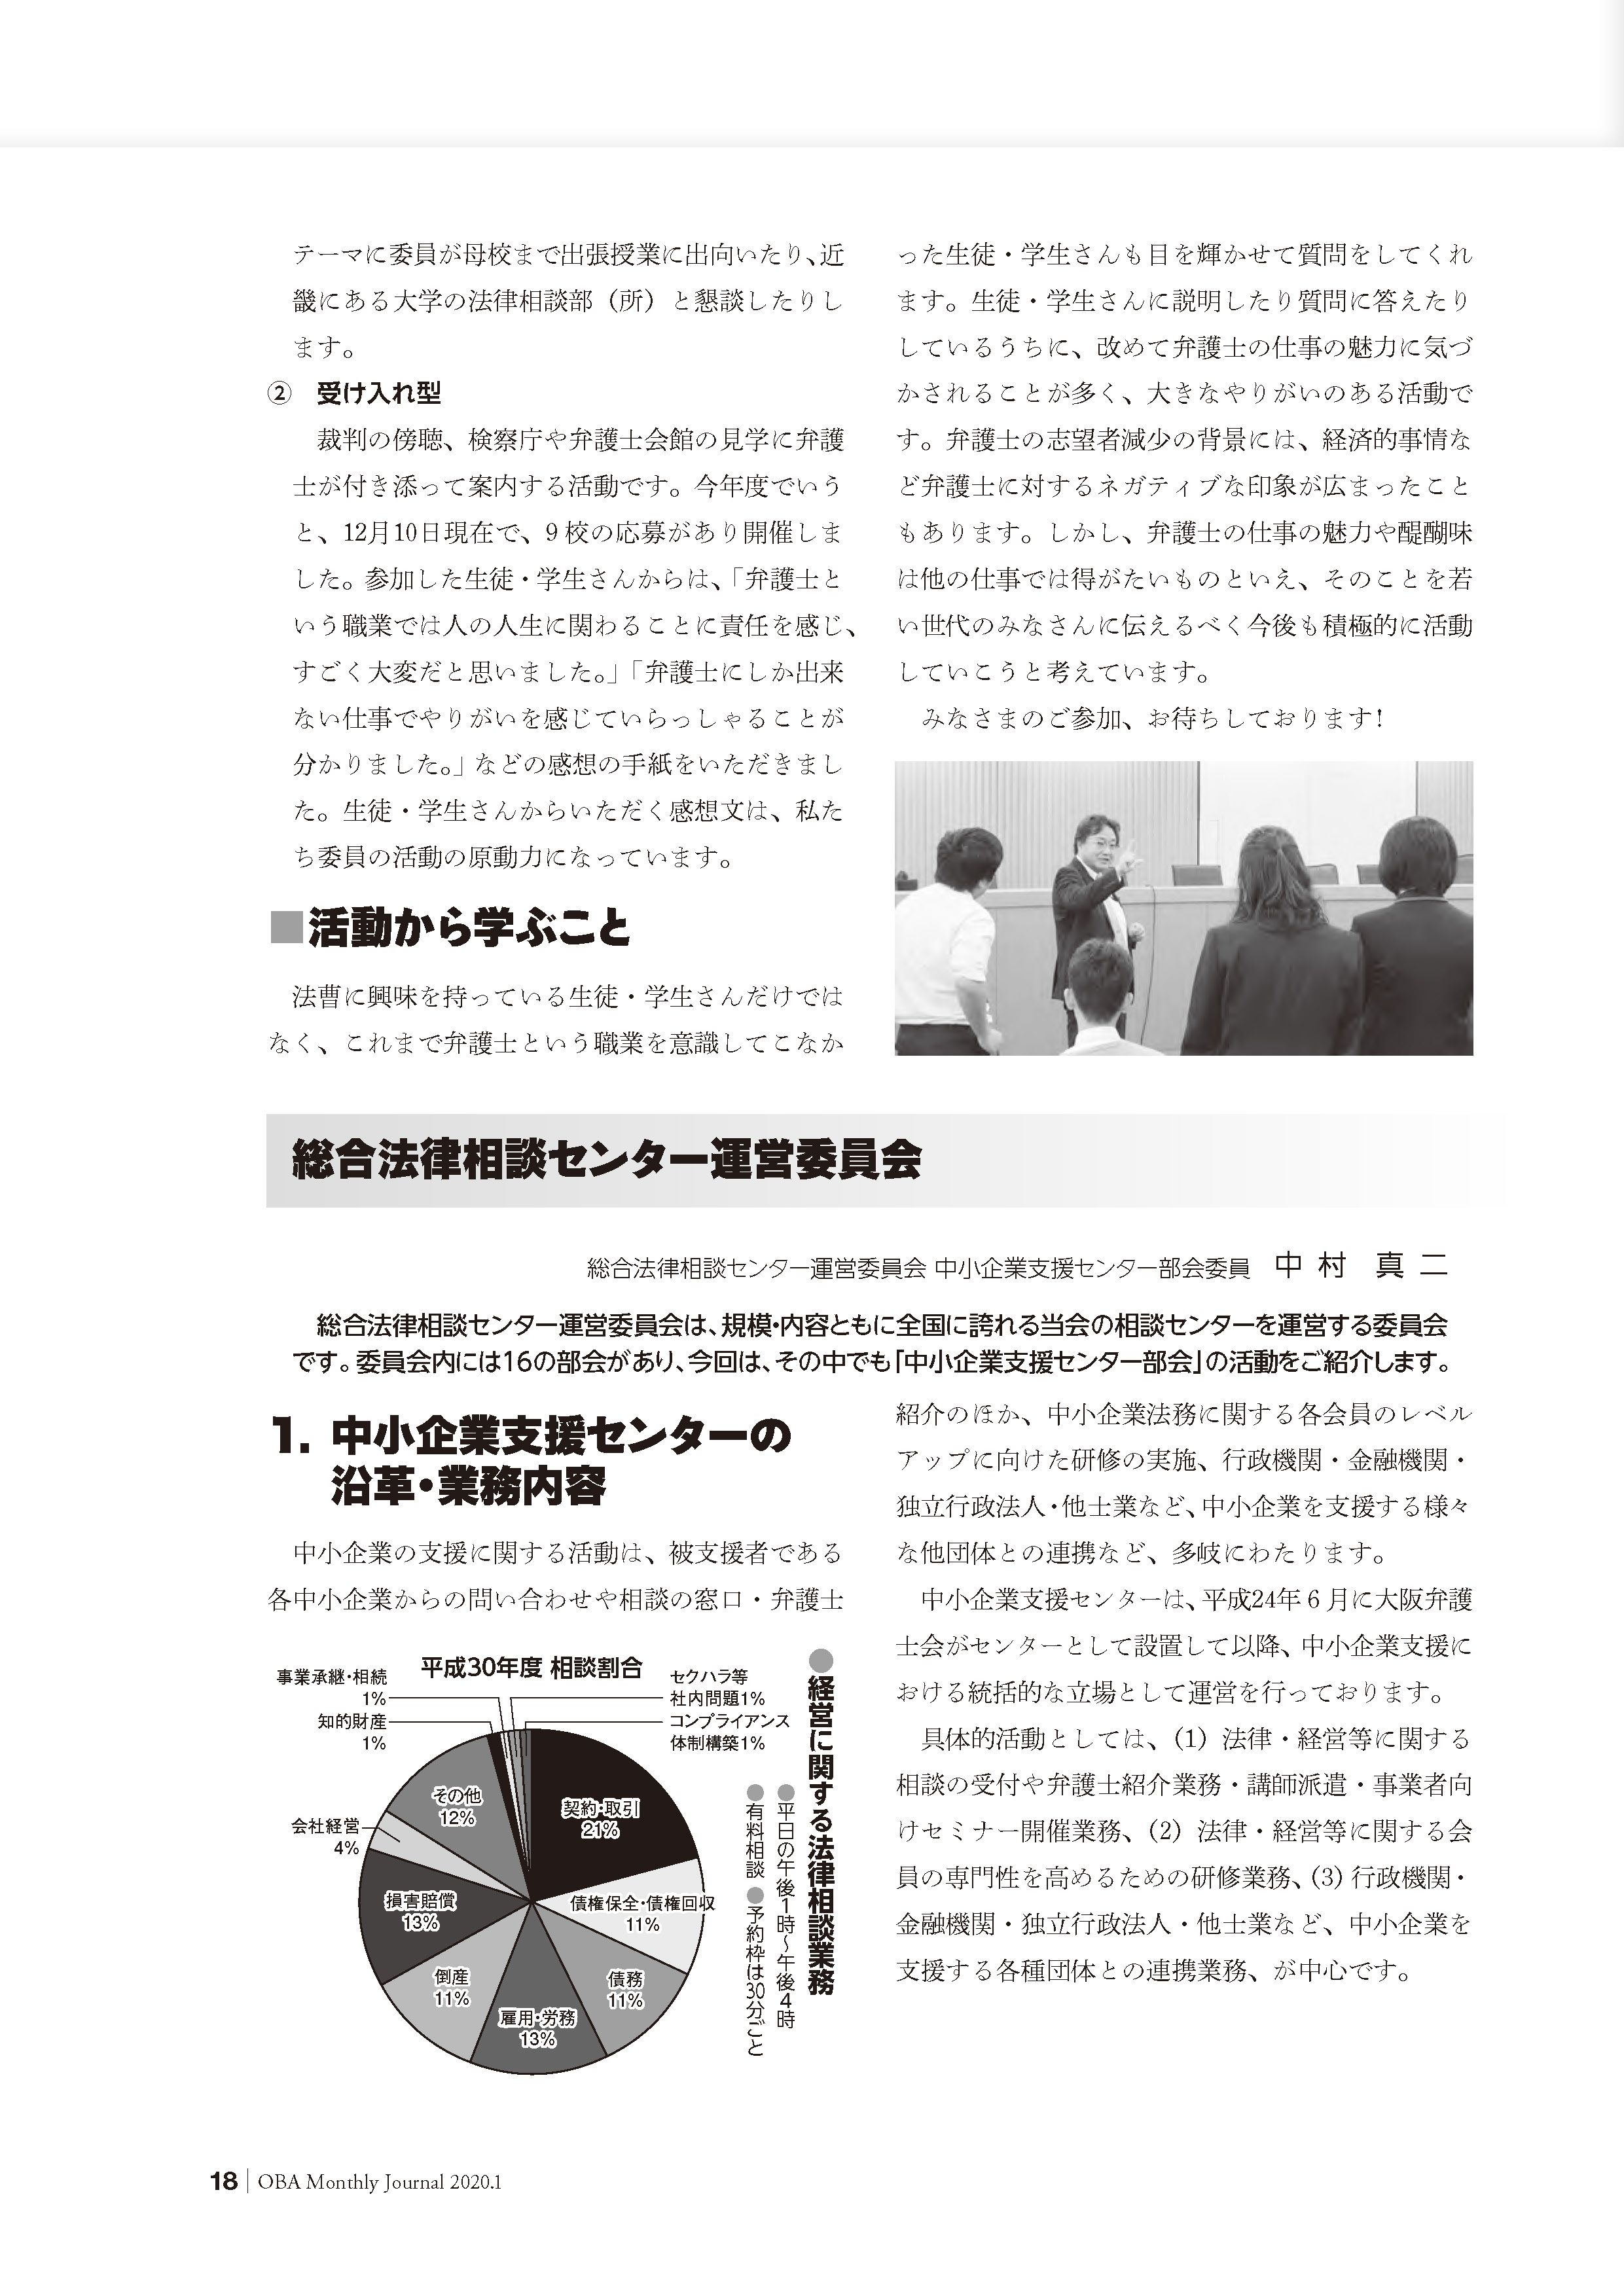 テーマに委員が母校まで出張授業に出向いたり、近
畿にある大学の法律相談部（所）と懇談したりし
ます。
②　受け入れ型
　裁判の傍聴、検察庁や弁護士会館の見学に弁護
士が付き添って案内する活動です。今年度でいう
と、12月10日現在で、9校の応募があり開催しま
した。参加した生徒・学生さんからは、「弁護士と
いう職業では人の人生に関わることに責任を感じ、
すごく大変だと思いました。」「弁護士にしか出来
ない仕事でやりがいを感じていらっしゃることが
分かりました。」などの感想の手紙をいただきまし
た。生徒・学生さんからいただく感想文は、私た
ち委員の活動の原動力になっています。
■活動から学ぶこと
　法曹に興味を持っている生徒・学生さんだけでは
なく、これまで弁護士という職業を意識してこなか
った生徒・学生さんも目を輝かせて質問をしてくれ
ます。生徒・学生さんに説明したり質問に答えたり
しているうちに、改めて弁護士の仕事の魅力に気づ
かされることが多く、大きなやりがいのある活動で
す。弁護士の志望者減少の背景には、経済的事情な
ど弁護士に対するネガティブな印象が広まったこと
もあります。しかし、弁護士の仕事の魅力や醍醐味
は他の仕事では得がたいものといえ、そのことを若
い世代のみなさんに伝えるべく今後も積極的に活動
していこうと考えています。
　みなさまのご参加、お待ちしております！
総合法律相談センター運営委員会
総合法律相談センター運営委員会 中小企業支援センター部会委員　中村　真二
　総合法律相談センター運営委員会は、規模・内容ともに全国に誇れる当会の相談センターを運営する委員会
です。委員会内には16の部会があり、今回は、その中でも「中小企業支援センター部会」の活動をご紹介します。
1. 中小企業支援センターの
沿革・業務内容
　中小企業の支援に関する活動は、被支援者である
各中小企業からの問い合わせや相談の窓口・弁護士
平成30年度 相談割合
事業承継・相続
1%
知的財産
1%
セクハラ等
社内問題1%
コンプライアンス
体制構築1%
その他
12%
会社経営
4%
損害賠償
13%
倒産
11%
雇用・労務
13%
債務
11%
債権保全・債権回収
11%
契約・取引
21%
●経営に関する法律相談業務
●平日の午後1時～午後4時
●有料相談 ●予約枠は30分ごと
紹介のほか、中小企業法務に関する各会員のレベル
アップに向けた研修の実施、行政機関・金融機関・
独立行政法人・他士業など、中小企業を支援する様々
な他団体との連携など、多岐にわたります。
　中小企業支援センターは、平成24年6月に大阪弁護
士会がセンターとして設置して以降、中小企業支援に
おける統括的な立場として運営を行っております。
　具体的活動としては、（1）法律・経営等に関する
相談の受付や弁護士紹介業務・講師派遣・事業者向
けセミナー開催業務、（2）法律・経営等に関する会
員の専門性を高めるための研修業務、（3）行政機関・
金融機関・独立行政法人・他士業など、中小企業を
支援する各種団体との連携業務、が中心です。
18 | OBA Monthly Journal 2020.1